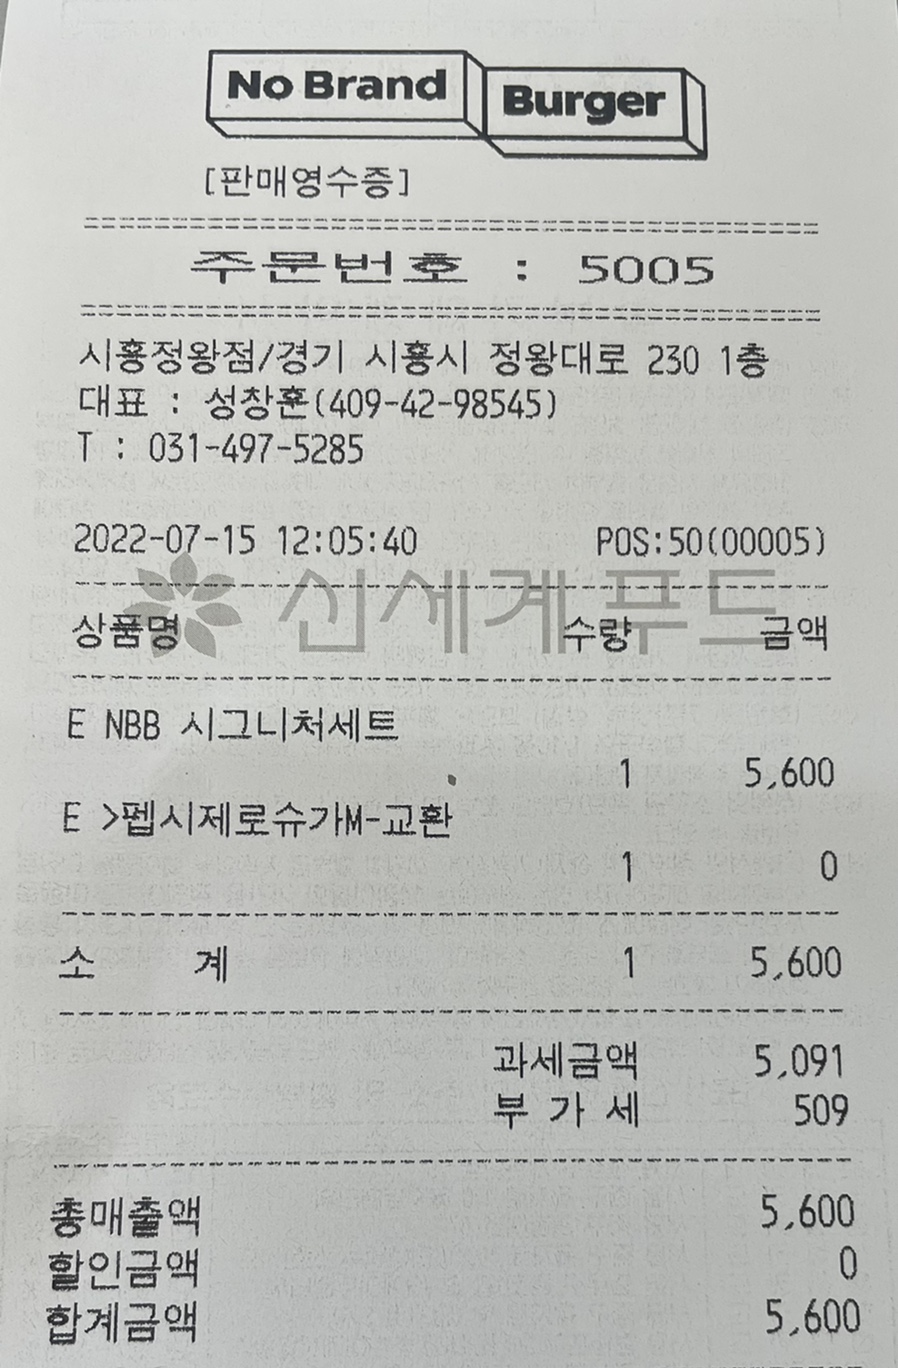 No Brand Burger
[판매영수증]
주문번호 : 5005
시흥정왕점/경기 시흥시 정왕대로 230 1층
대표 : 성창훈(409-42-98545)
T : 031-497-5285
2022-07-15 12:05:40 POS:50(00005)
신세계푸드
상품명 수량 금액
E NBB 시그니처세트
1 5,600
E >펩시제로슈가M-교환
1 0
소 계 1 5,600
과세금액 5,091
부 가 세 509
총매출액 5,600
할인금액 0
합계금액 5,600